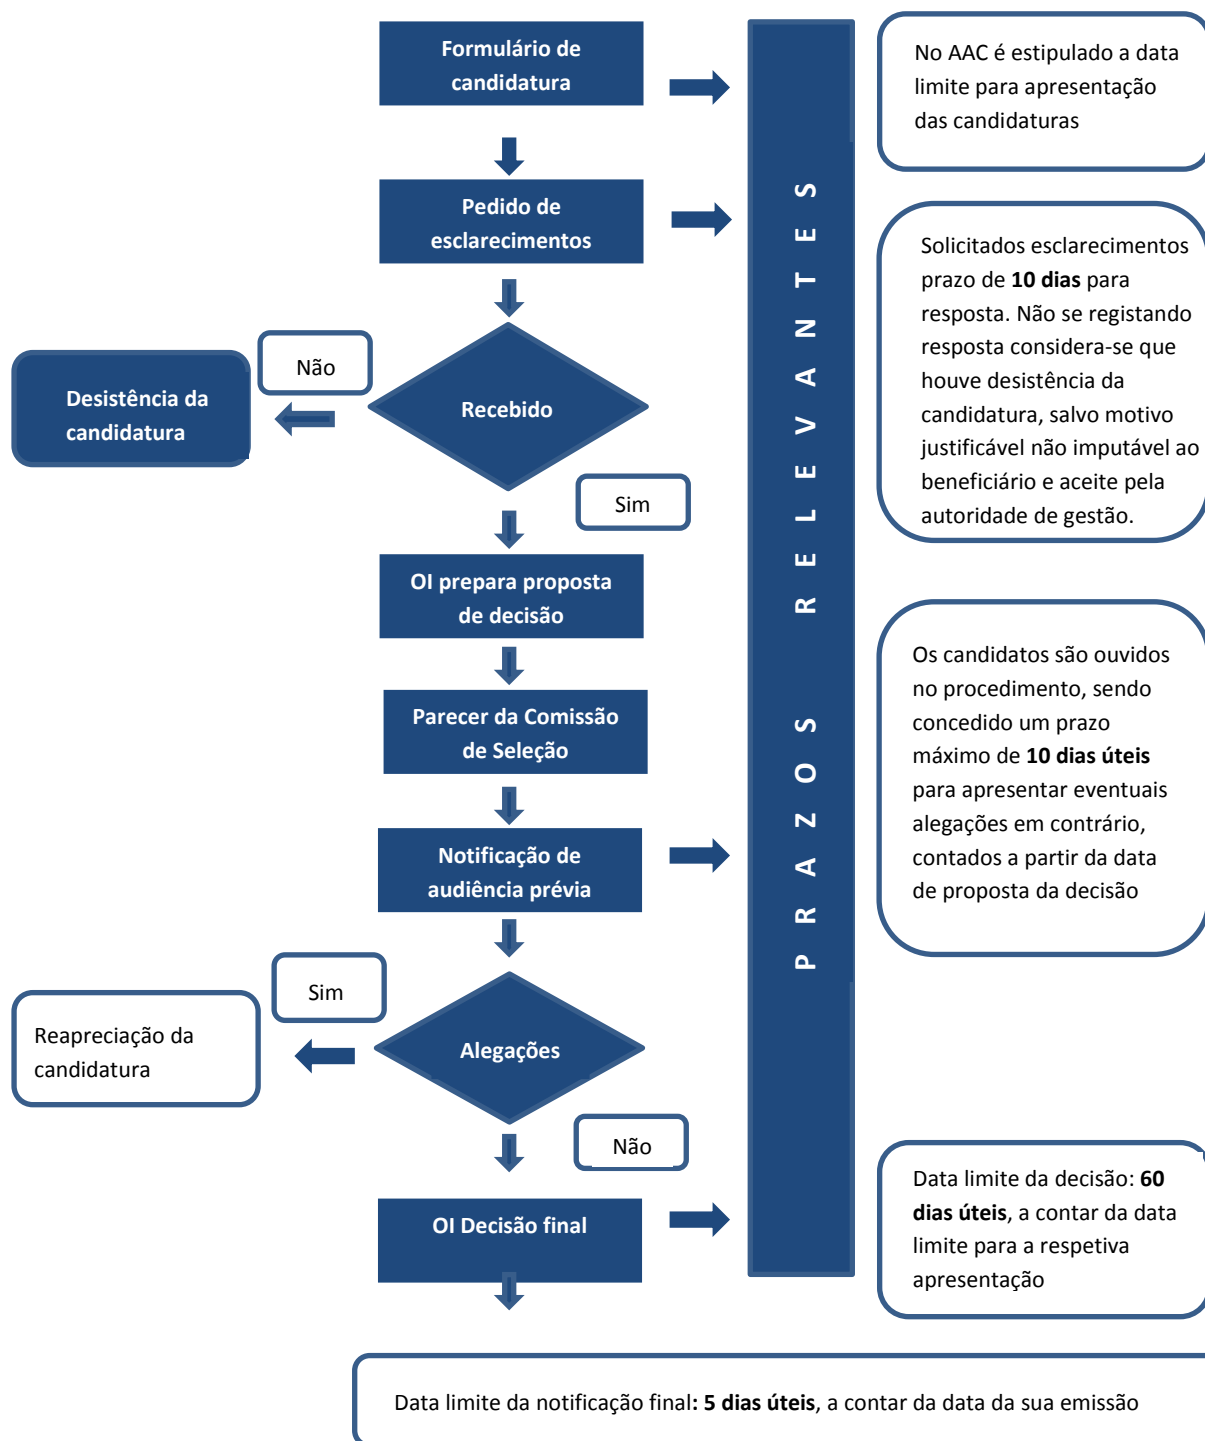 Formulário de
candidatura
No AAC é estipulado a data
limite para apresentação
das candidaturas
Pedido de
esclarecimentos
Solicitados esclarecimentos
prazo de 10 dias para
resposta. Não se registando
resposta considera-se que
houve desistência da
candidatura, salvo motivo
justificável não imputável ao
beneficiário e aceite pela
autoridade de gestão.
Não
Desistência da
candidatura
Recebido
Sim
OI prepara proposta
de decisão
Parecer da Comissão
de Seleção
Os candidatos são ouvidos
no procedimento, sendo
concedido um prazo
máximo de 10 dias úteis
para apresentar eventuais
alegações em contrário,
contados a partir da data
de proposta da decisão
Notificação de
audiência prévia
PRAZOS RELEVANTES
Sim
Reapreciação da
candidatura
Alegações
Não
OI Decisão final
Data limite da decisão: 60
dias úteis, a contar da data
limite para a respetiva
apresentação
Data limite da notificação final: 5 dias úteis, a contar da data da sua emissão